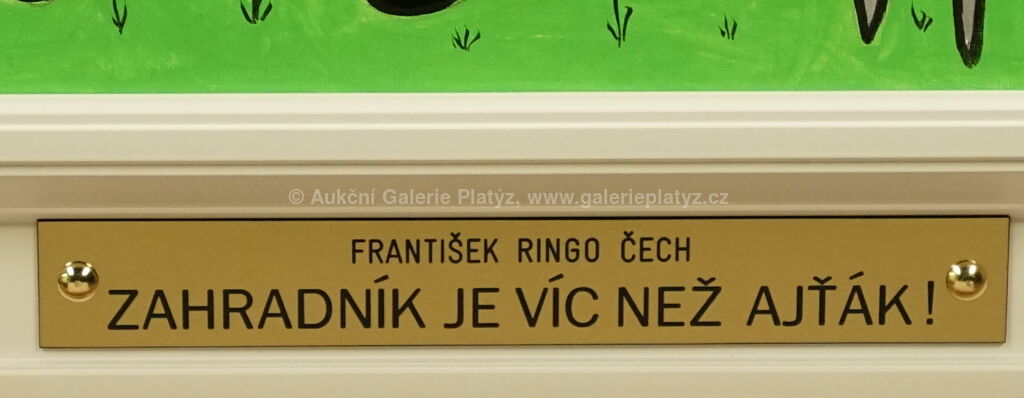 © Aukční Galerie Platýz, www.galerieplatyz.cz
FRANTIŠEK RINGO ČECH
ZAHRADNÍK JE VÍC NEŽ AJŤÁK!